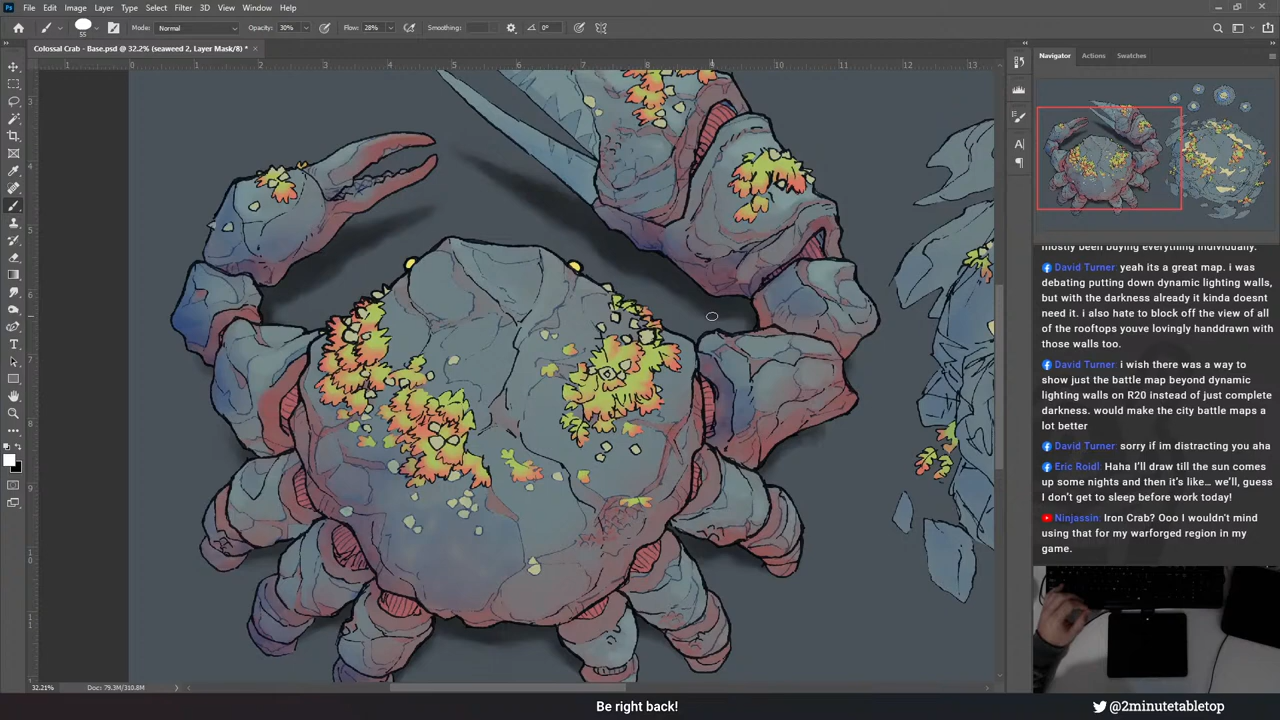 File Edit Image Layer Type Select Filter 3D View Window Help
55 Mode: Normal Opacity: 30% Flow: 28% Smoothing: 0°
Colossal Crab - Base.psd @ 32.2% (seaweed 2, Layer Mask/8) *
Navigator Actions Swatches
mostly been buying everything individually.
David Turner: yeah its a great map. i was
debating putting down dynamic lighting walls,
but with the darkness already it kinda doesnt
need it. i also hate to block off the view of all
of the rooftops youve lovingly handdrawn with
those walls too.
David Turner: i wish there was a way to
show just the battle map beyond dynamic
lighting walls on R20 instead of just complete
darkness. would make the city battle maps a
lot better
David Turner: sorry if im distracting you aha
Eric Roidl: Haha I'll draw till the sun comes
up some nights and then it's like… we'll, guess
I don't get to sleep before work today!
Ninjassin: Iron Crab? Ooo I wouldn't mind
using that for my warforged region in my
game.
32.21% Doc: 79.3M/310.8M
Be right back!
@2minutetabletop